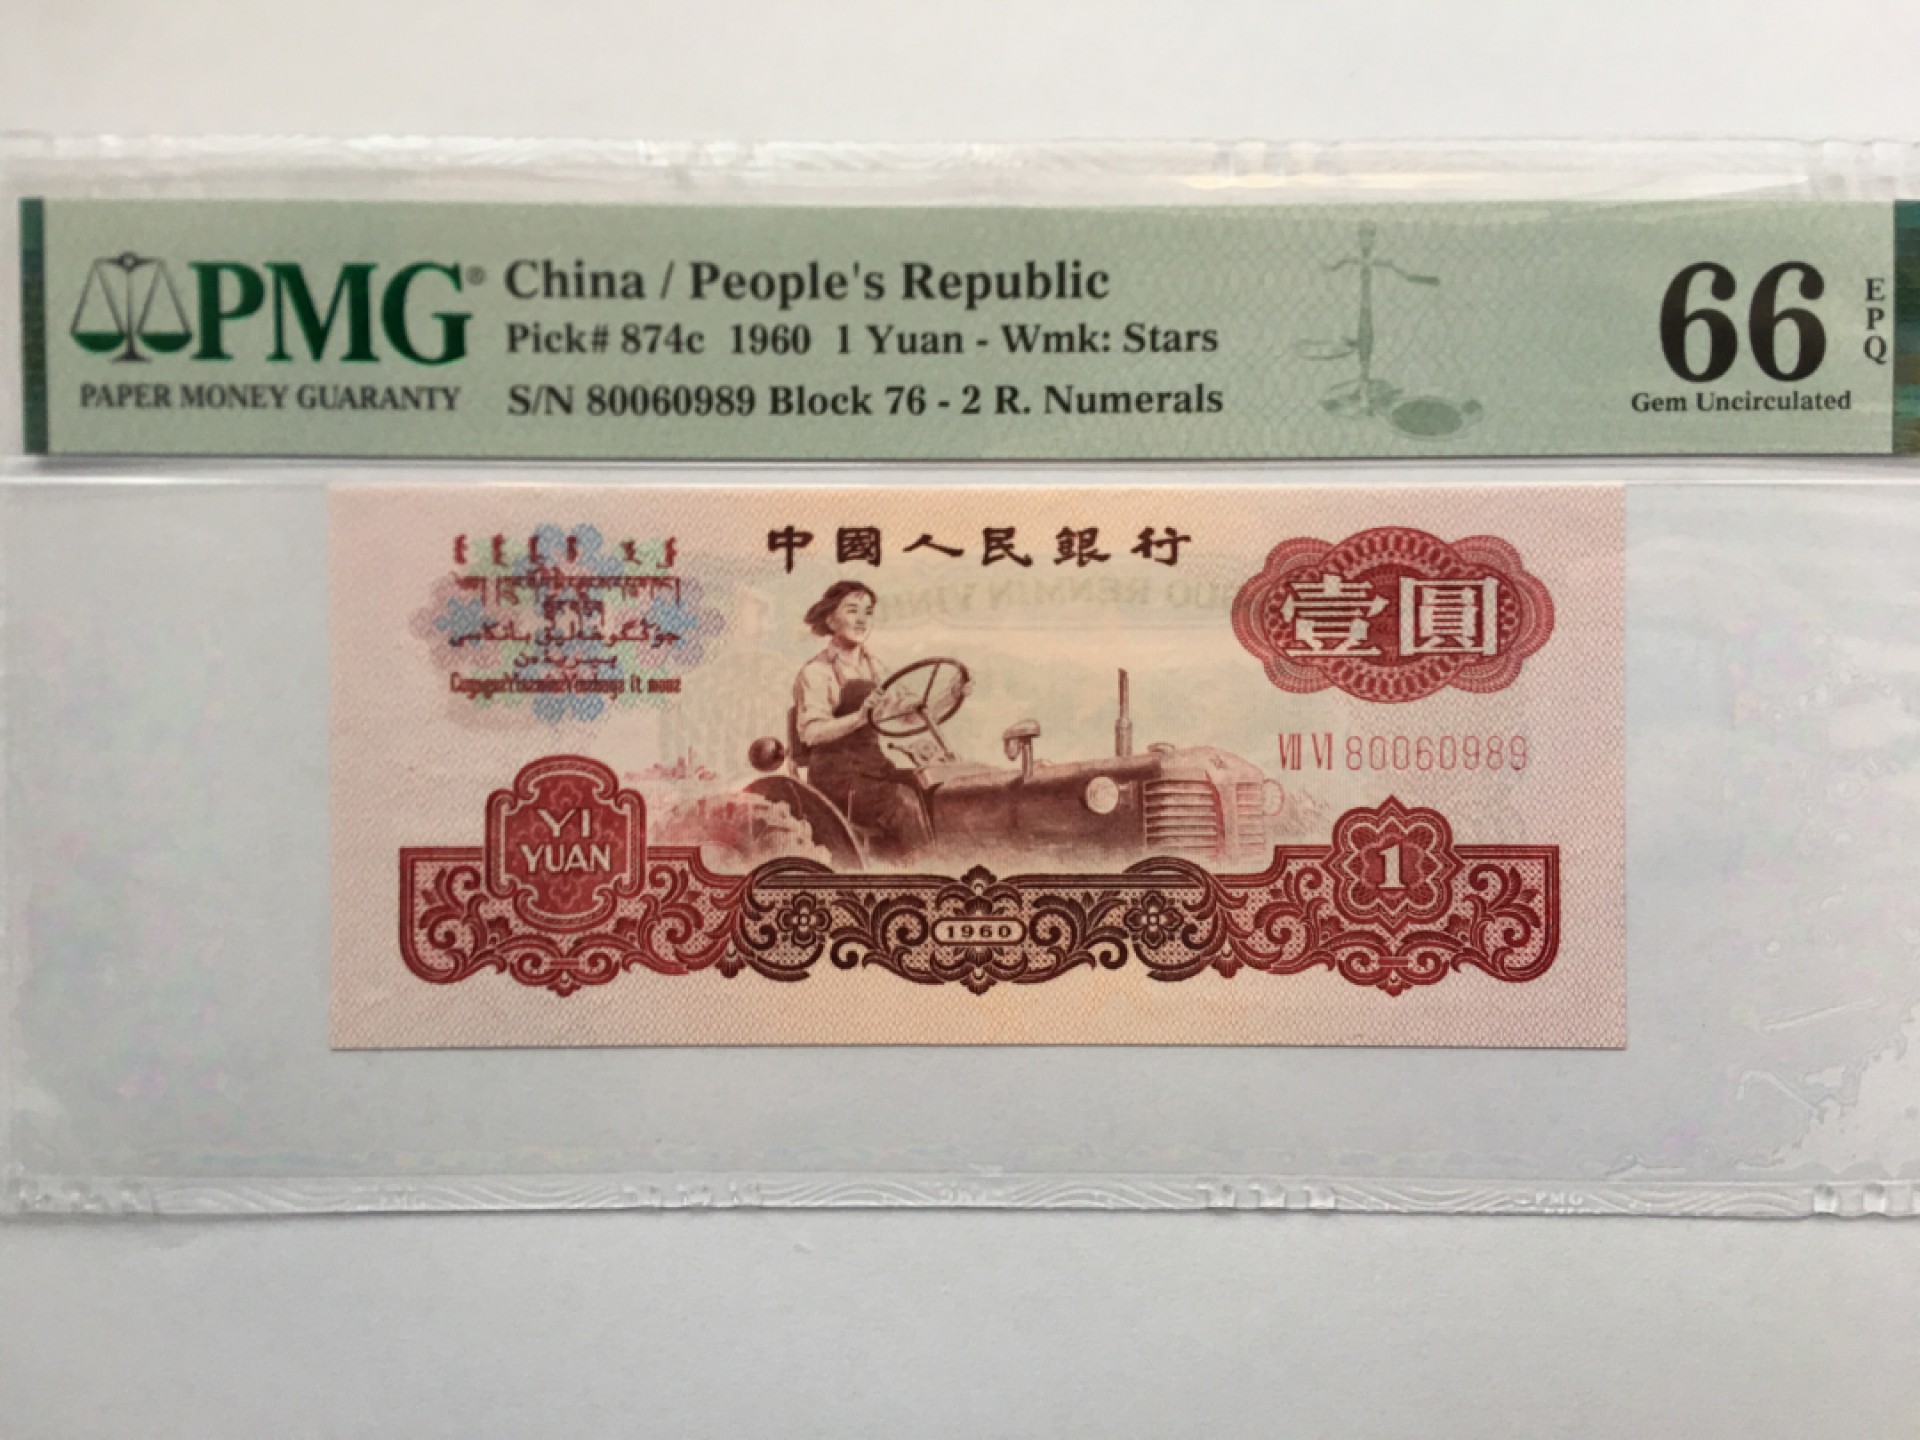 PMG®
PAPER MONEY GUARANTY
China / People's Republic
Pick# 874c 1960 1 Yuan - Wmk: Stars
S/N 80060989 Block 76 - 2 R. Numerals
66
EPQ
Gem Uncirculated
中國人民銀行
壹圓
VII VI 80060989
YI
YUAN
1960
1
PMG